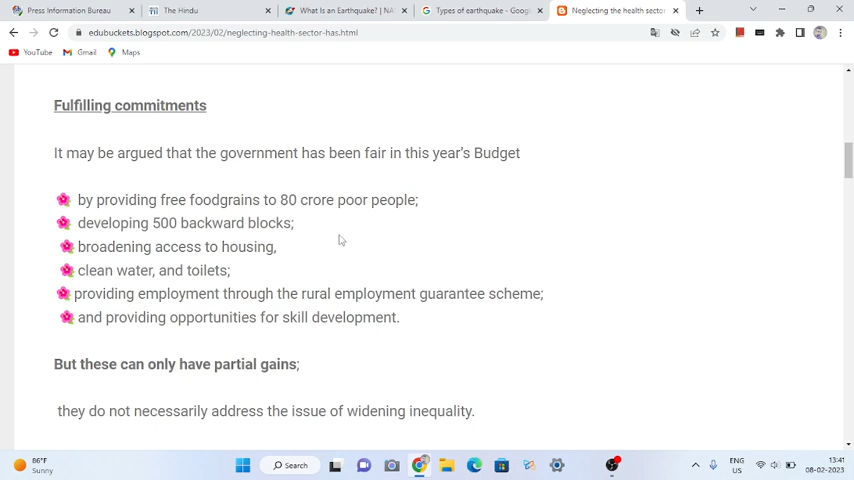 Press Information Bureau
The Hindu
What Is an Earthquake? | NA
Types of earthquake - Googl
Neglecting the health sector
edubuckets.blogspot.com/2023/02/neglecting-health-sector-has.html
YouTube
Gmail
Maps
Fulfilling commitments
It may be argued that the government has been fair in this year's Budget
by providing free foodgrains to 80 crore poor people;
developing 500 backward blocks;
broadening access to housing,
clean water, and toilets;
providing employment through the rural employment guarantee scheme;
and providing opportunities for skill development.
But these can only have partial gains;
they do not necessarily address the issue of widening inequality.
86°F
Sunny
Search
ENG
US
13:41
08-02-2023